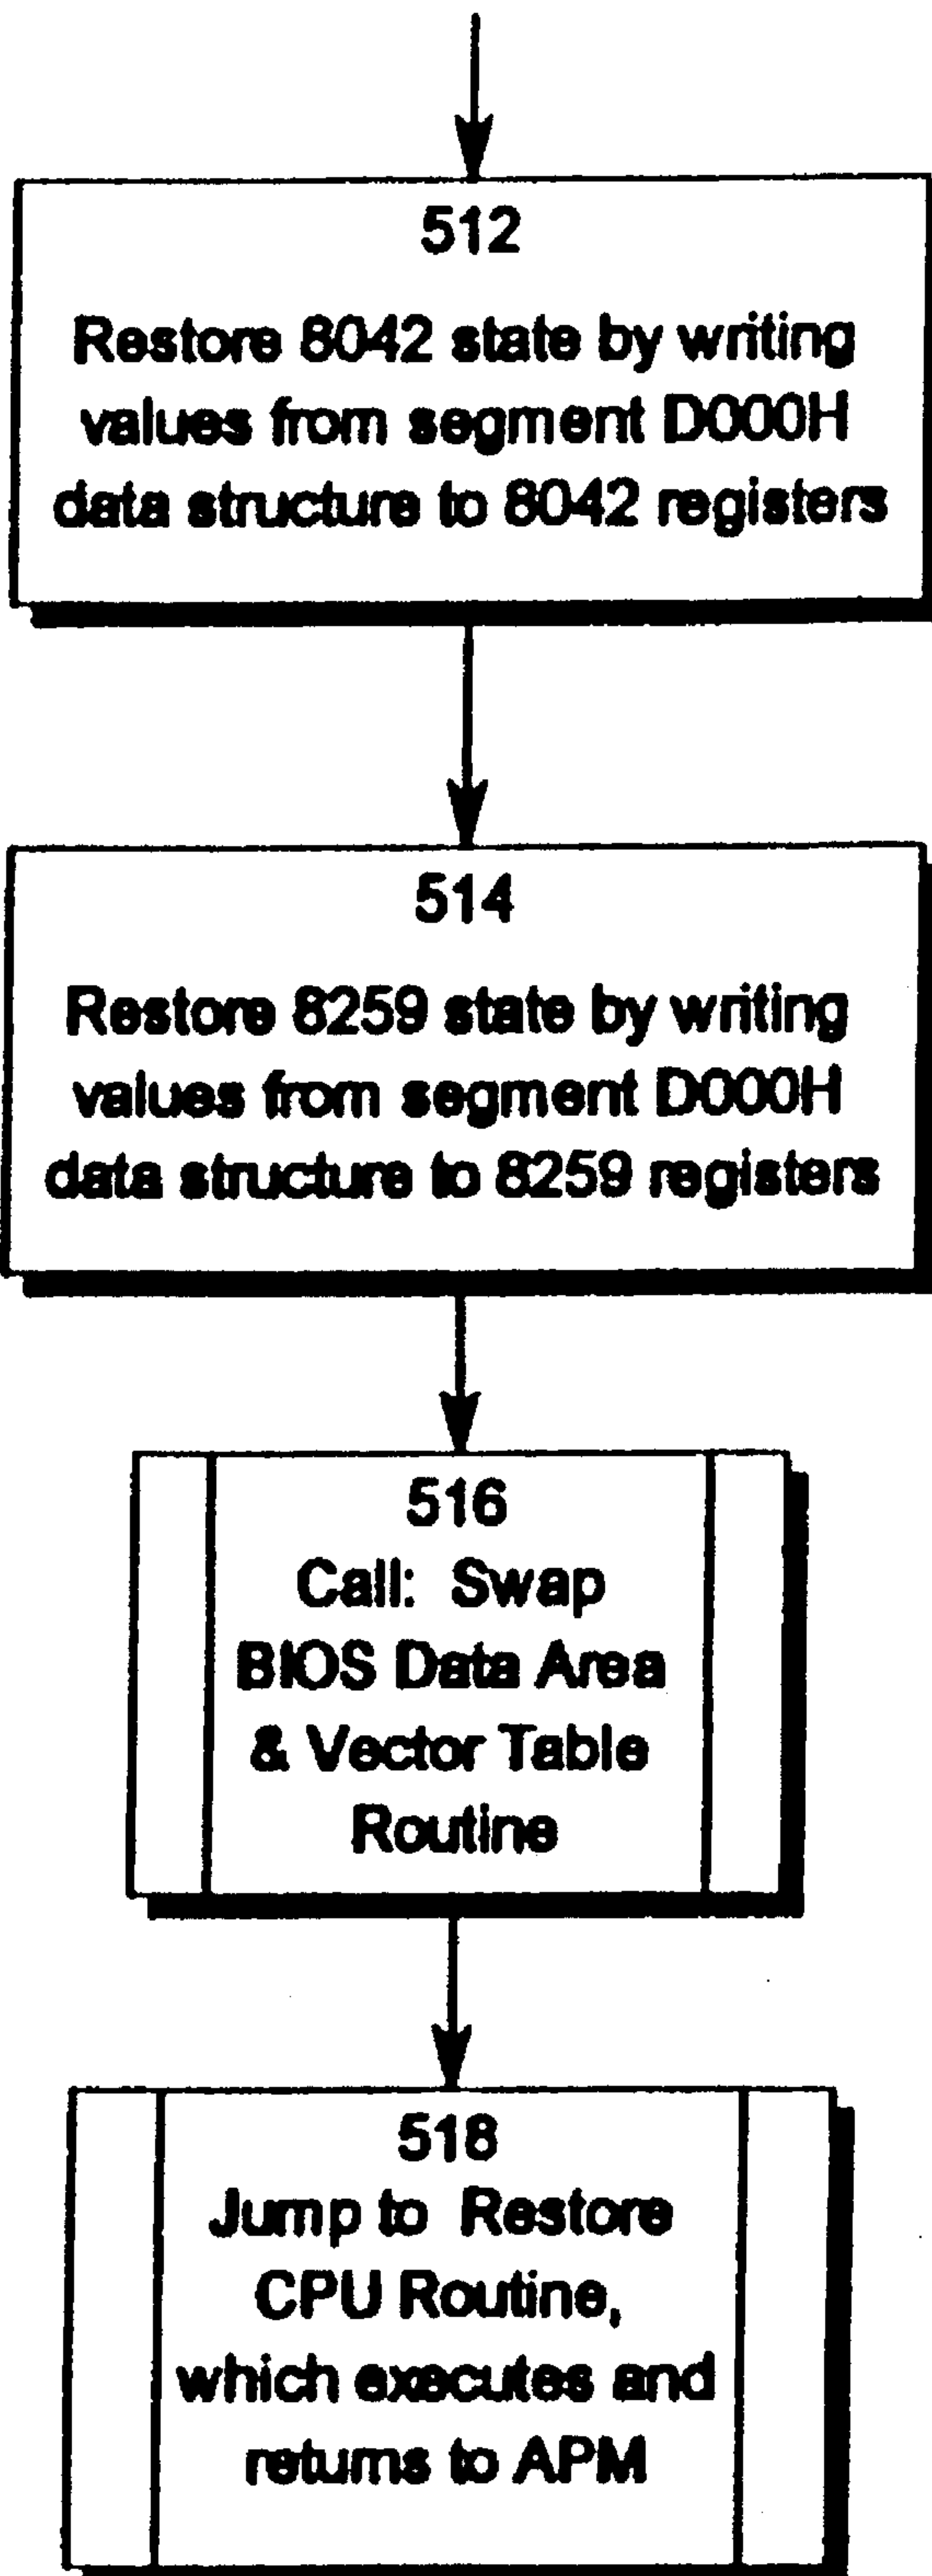 512
Restore 8042 state by writing
values from segment D000H
data structure to 8042 registers
514
Restore 8259 state by writing
values from segment D000H
data structure to 8259 registers
516
Call: Swap
BIOS Data Area
& Vector Table
Routine
518
Jump to Restore
CPU Routine,
which executes and
returns to APM